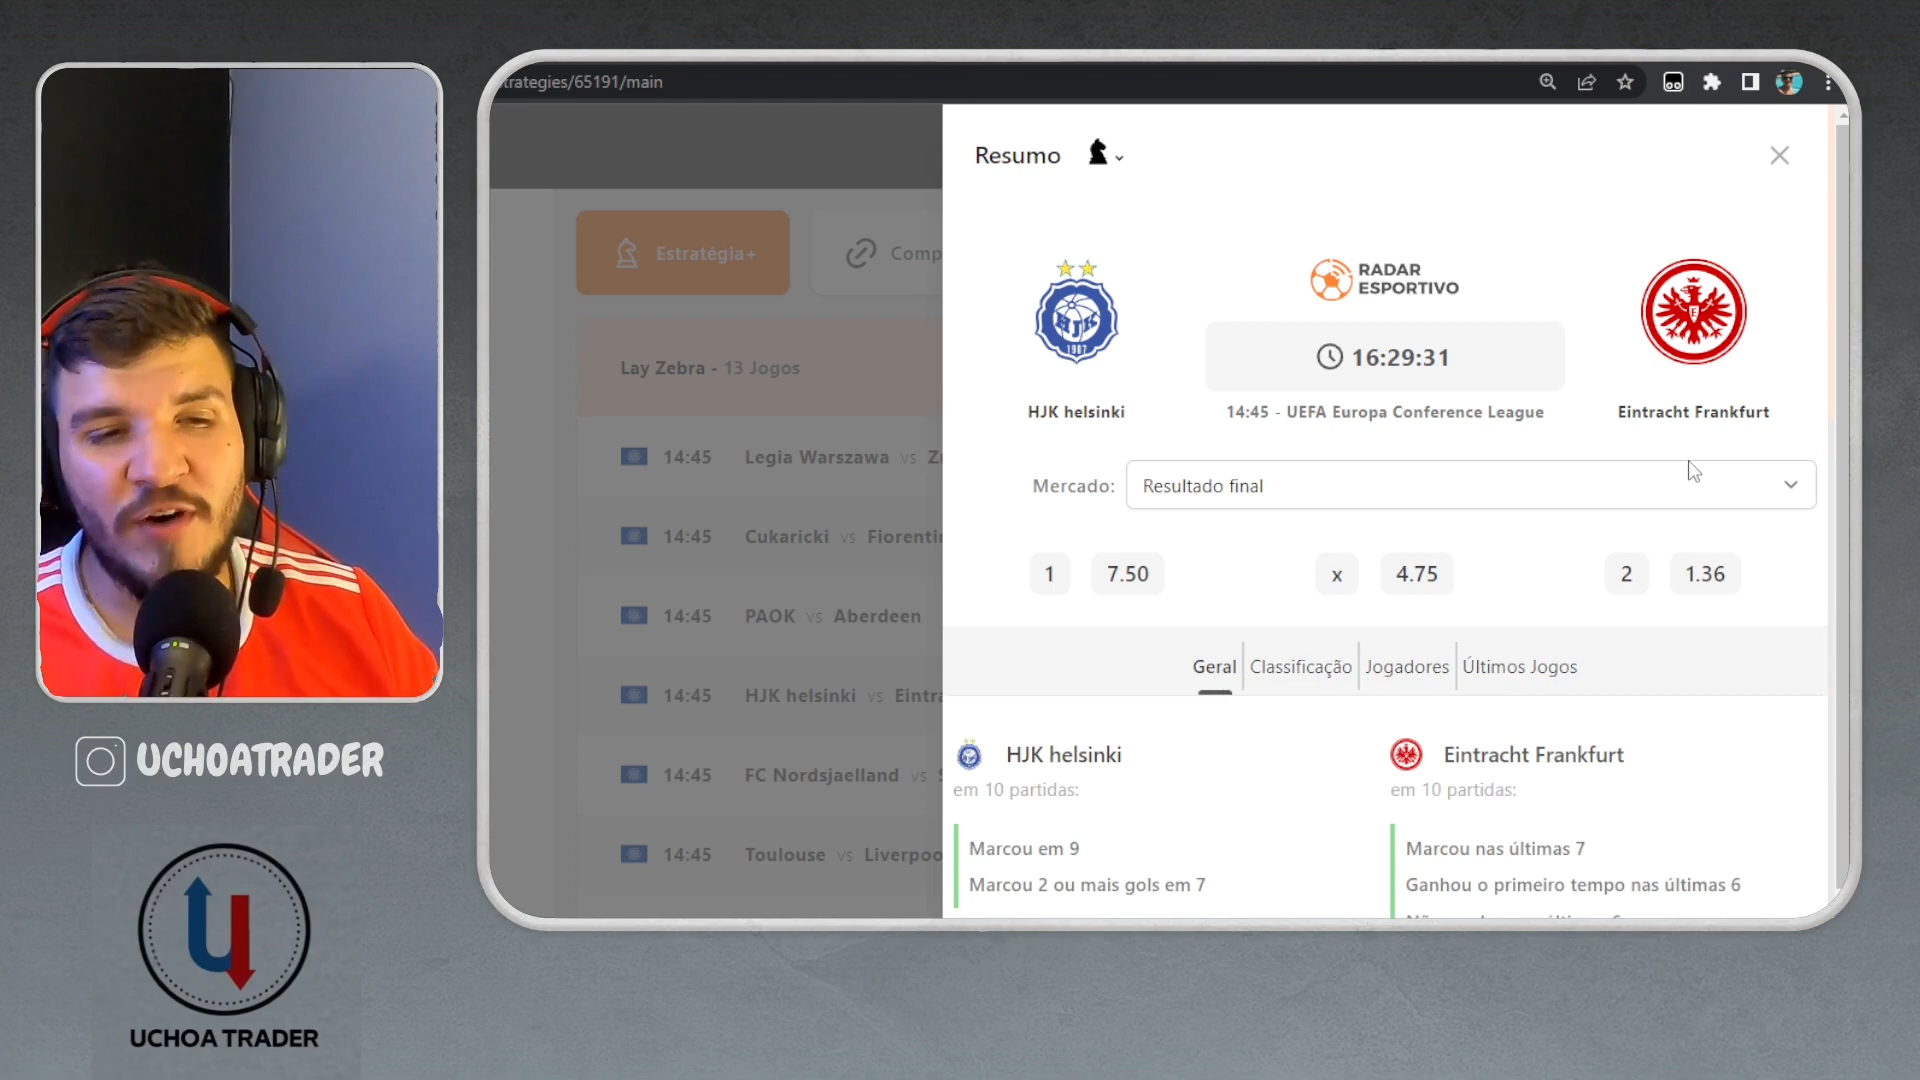 trategies/65191/main
Resumo
Estratégia+
Comp
Lay Zebra - 13 Jogos
14:45 Legia Warszawa vs Z
14:45 Cukaricki vs Fiorenti
14:45 PAOK vs Aberdeen
14:45 HJK helsinki vs Eintra
14:45 FC Nordsjaelland vs
14:45 Toulouse vs Liverpoo
HJK
1907
RADAR
ESPORTIVO
16:29:31
HJK helsinki
14:45 - UEFA Europa Conference League
Eintracht Frankfurt
Mercado: Resultado final
1 7.50 x 4.75 2 1.36
Geral Classificação Jogadores Últimos Jogos
HJK helsinki
em 10 partidas:
Marcou em 9
Marcou 2 ou mais gols em 7
Eintracht Frankfurt
em 10 partidas:
Marcou nas últimas 7
Ganhou o primeiro tempo nas últimas 6
UCHOATRADER
U
UCHOA TRADER